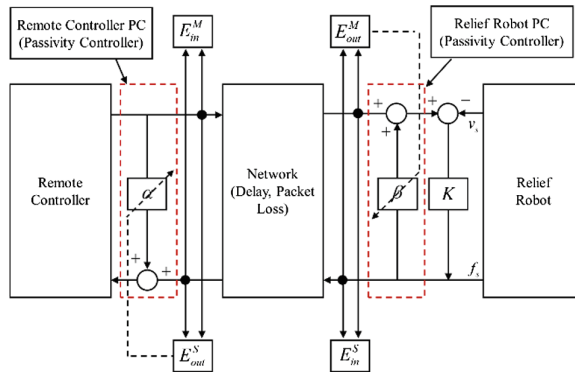 Remote Controller PC
(Passivity Controller)
E_in^M
E_out^M
Relief Robot PC
(Passivity Controller)
+
+
+
−
v_s
Remote
Controller
α
Network
(Delay, Packet
Loss)
β
K
Relief
Robot
+
+
f_s
E_out^S
E_in^S